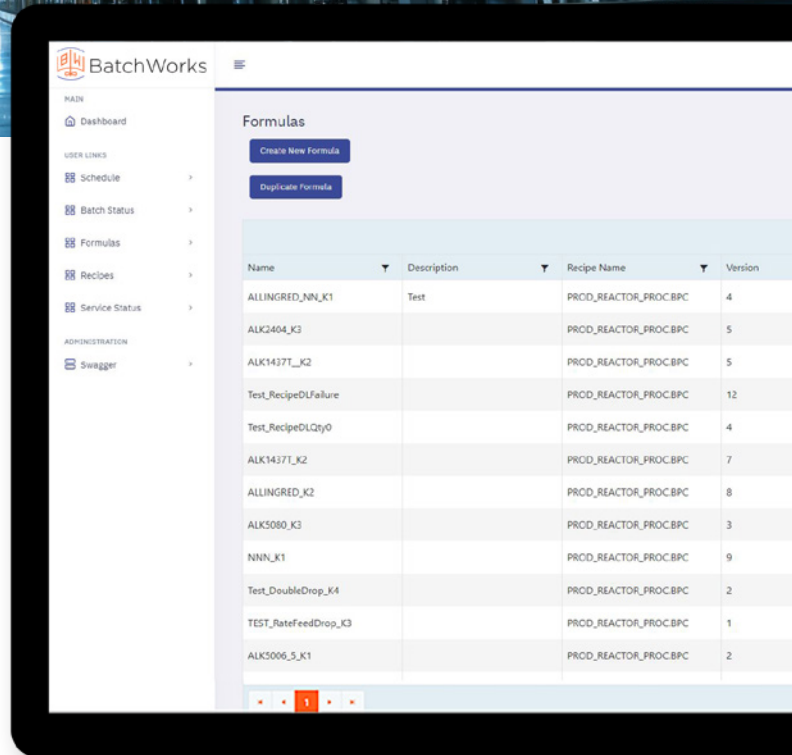 BW BatchWorks
MAIN
Dashboard
Formulas
Create New Formula
USER LINKS
Schedule
Duplicate Formula
Batch Status
Formulas
Recipes
Service Status
ADMINISTRATION
Swagger
Name Description Recipe Name Version
ALLINGRED_NN_K1 Test PROD_REACTOR_PROC.BPC 4
ALK2404_K3 PROD_REACTOR_PROC.BPC 5
ALK1437T__K2 PROD_REACTOR_PROC.BPC 5
Test_RecipeDLFailure PROD_REACTOR_PROC.BPC 12
Test_RecipeDLQty0 PROD_REACTOR_PROC.BPC 4
ALK1437T_K2 PROD_REACTOR_PROC.BPC 7
ALLINGRED_K2 PROD_REACTOR_PROC.BPC 8
ALK5080_K3 PROD_REACTOR_PROC.BPC 3
NNN_K1 PROD_REACTOR_PROC.BPC 9
Test_DoubleDrop_K4 PROD_REACTOR_PROC.BPC 2
TEST_RateFeedDrop_K3 PROD_REACTOR_PROC.BPC 1
ALK5006_5_K1 PROD_REACTOR_PROC.BPC 2
1